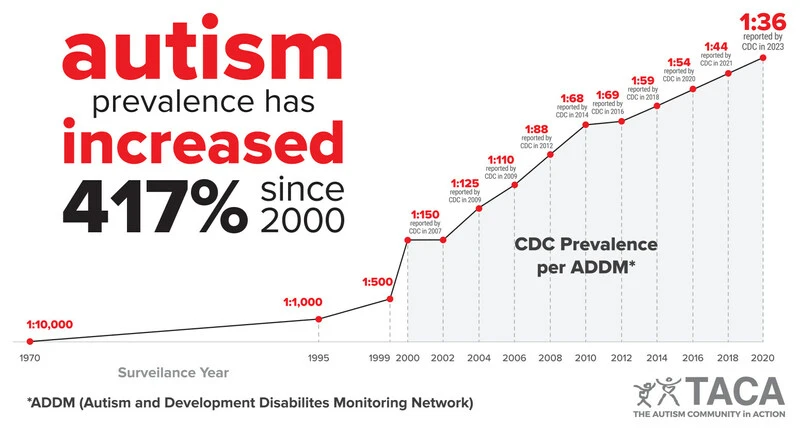 autism
prevalence has
increased
417% since
2000
1:10,000
1:1,000
1:500
1:150
reported by
CDC in 2007
1:125
reported by
CDC in 2009
1:110
reported by
CDC in 2009
1:88
reported by
CDC in 2012
1:68
reported by
CDC in 2014
1:69
reported by
CDC in 2016
1:59
reported by
CDC in 2018
1:54
reported by
CDC in 2020
1:44
reported by
CDC in 2021
1:36
reported by
CDC in 2023
CDC Prevalence
per ADDM*
1970 1995 1999 2000 2002 2004 2006 2008 2010 2012 2014 2016 2018 2020
Surveilance Year
*ADDM (Autism and Development Disabilites Monitoring Network)
TACA
THE AUTISM COMMUNITY in ACTION